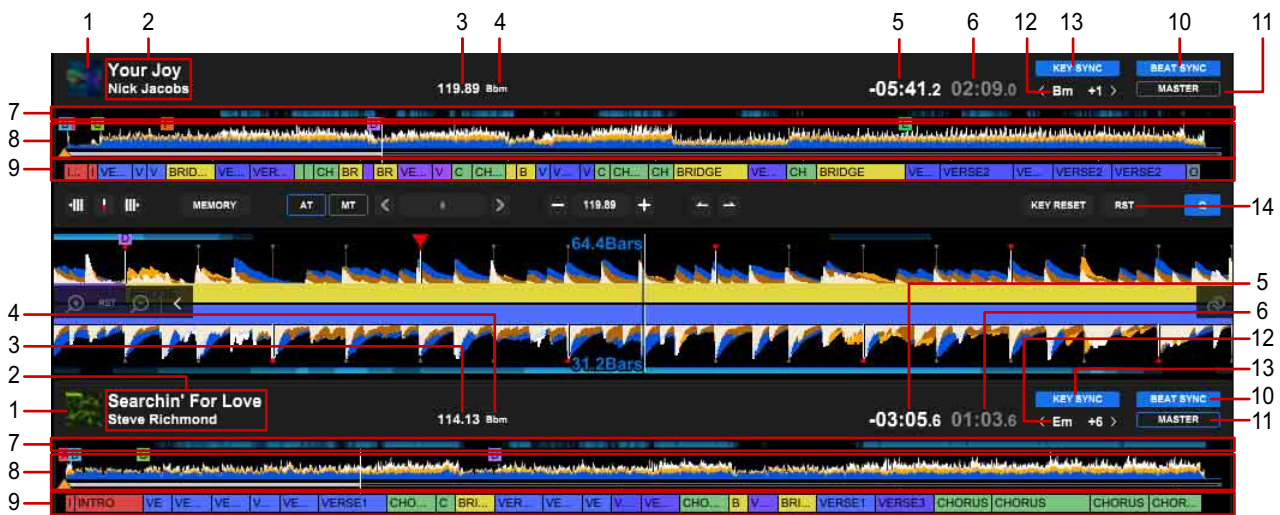 1 2 3 4 5 6 12 13 10 11
Your Joy
Nick Jacobs
119.89 Bbm
-05:41.2 02:09.0
KEY SYNC BEAT SYNC
< Bm +1 > MASTER
7
8
9
I... I VE... V V BRID... VE... VER... CH BR BR VE... V C CH... B V V... V C CH... CH BRIDGE VE... CH BRIDGE VE... VERSE2 VE... VERSE2 VERSE2 O
MEMORY AT MT < > 119.89 KEY RESET RST Q
14
D
64.4Bars
RST <
31.2Bars
5
4 6
3 12
2 13
1 10
11
Searchin' For Love
Steve Richmond
114.13 Bbm
-03:05.6 01:03.6
KEY SYNC BEAT SYNC
< Em +6 > MASTER
7
8
9
I INTRO VE VE... VE... V... VE... VERSE1 CHO... C BRI... VER... VE... VE V... VE... CHO... B V... BRI... VERSE1 VERSE3 CHORUS CHORUS CHORUS CHOR...